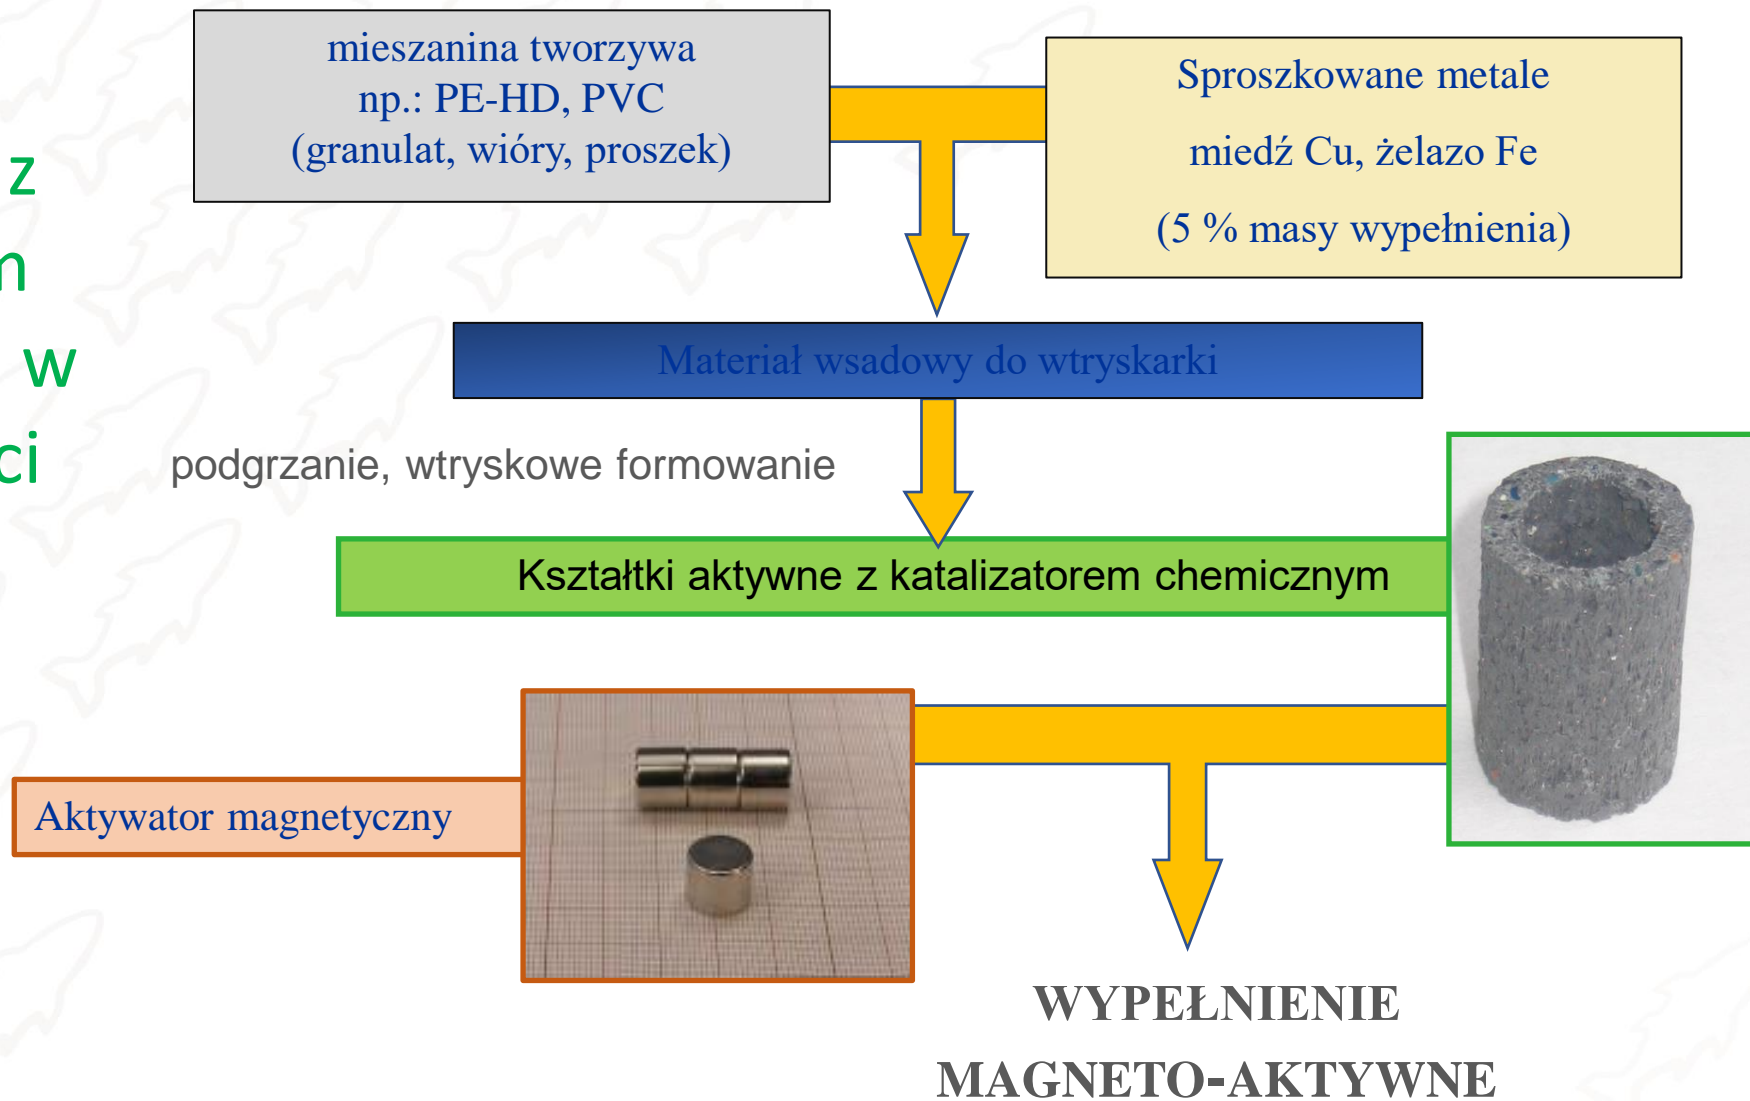 mieszanina tworzywa
np.: PE-HD, PVC
(granulat, wióry, proszek)
Sproszkowane metale
miedź Cu, żelazo Fe
(5 % masy wypełnienia)
z
m
w
ci
Materiał wsadowy do wtryskarki
podgrzanie, wtryskowe formowanie
Kształtki aktywne z katalizatorem chemicznym
Aktywator magnetyczny
WYPEŁNIENIE
MAGNETO-AKTYWNE